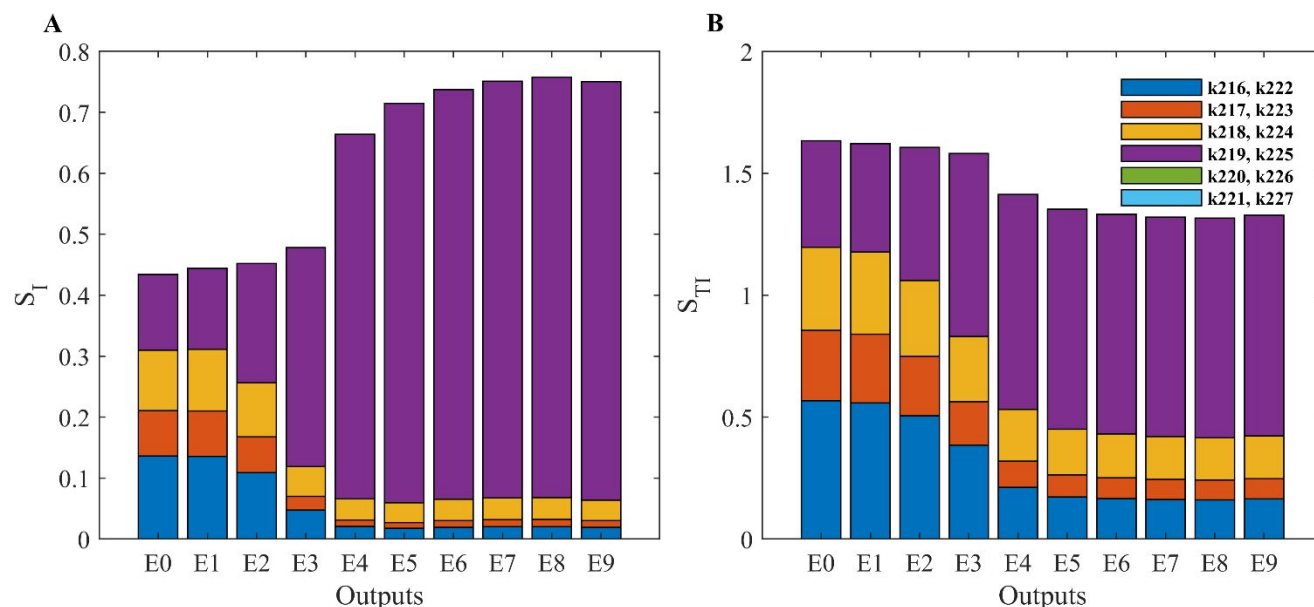 A
0.8
0.7
0.6
0.5
0.4
0.3
0.2
0.1
0
S_I
E0 E1 E2 E3 E4 E5 E6 E7 E8 E9
Outputs
B
2
1.5
1
0.5
0
S_TI
k216, k222
k217, k223
k218, k224
k219, k225
k220, k226
k221, k227
E0 E1 E2 E3 E4 E5 E6 E7 E8 E9
Outputs